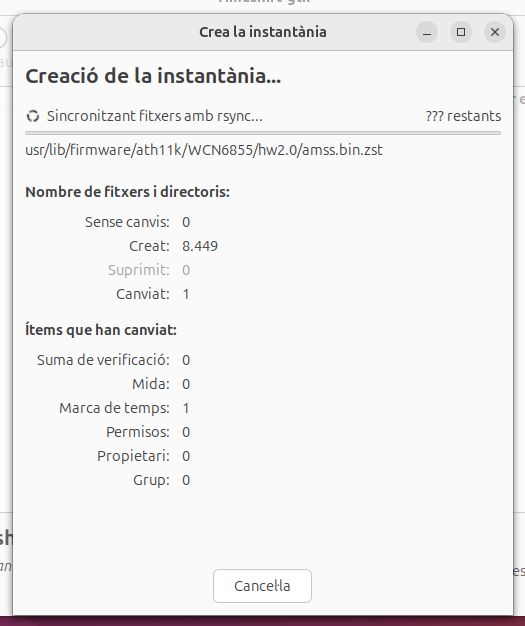 Timeshift-gtk
Crea la instantània
Creació de la instantània...
Sincronitzant fitxers amb rsync... ??? restants
usr/lib/firmware/ath11k/WCN6855/hw2.0/amss.bin.zst
Nombre de fitxers i directoris:
Sense canvis: 0
Creat: 8.449
Suprimit: 0
Canviat: 1
Ítems que han canviat:
Suma de verificació: 0
Mida: 0
Marca de temps: 1
Permisos: 0
Propietari: 0
Grup: 0
Cancel·la